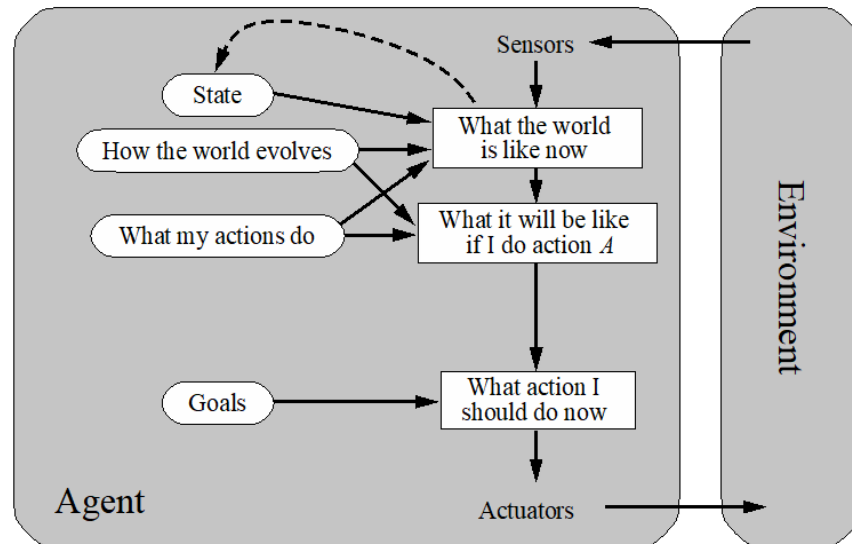 Sensors
State
What the world
is like now
How the world evolves
What my actions do
What it will be like
if I do action A
Environment
Goals
What action I
should do now
Agent
Actuators